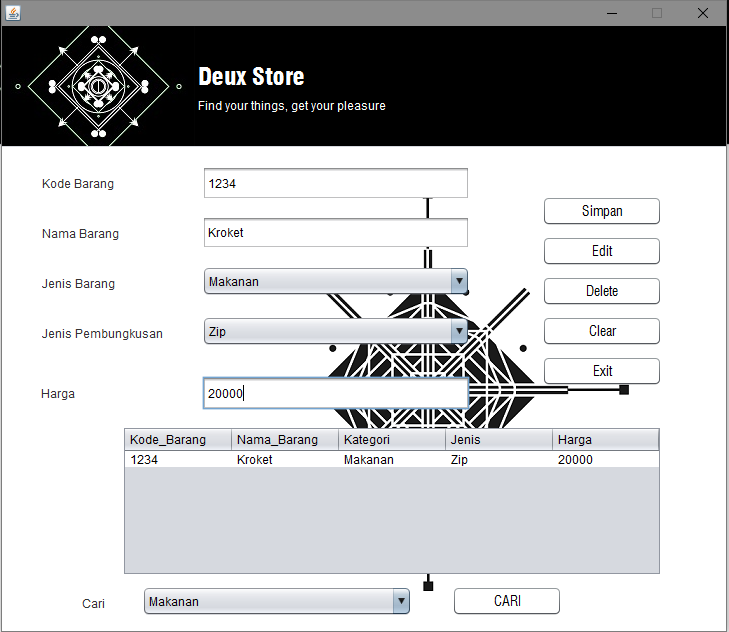 Deux Store
Find your things, get your pleasure
Kode Barang 1234
Simpan
Nama Barang Kroket
Edit
Jenis Barang Makanan
Delete
Jenis Pembungkusan Zip
Clear
Exit
Harga 20000
Kode_Barang Nama_Barang Kategori Jenis Harga
1234 Kroket Makanan Zip 20000
Cari Makanan CARI